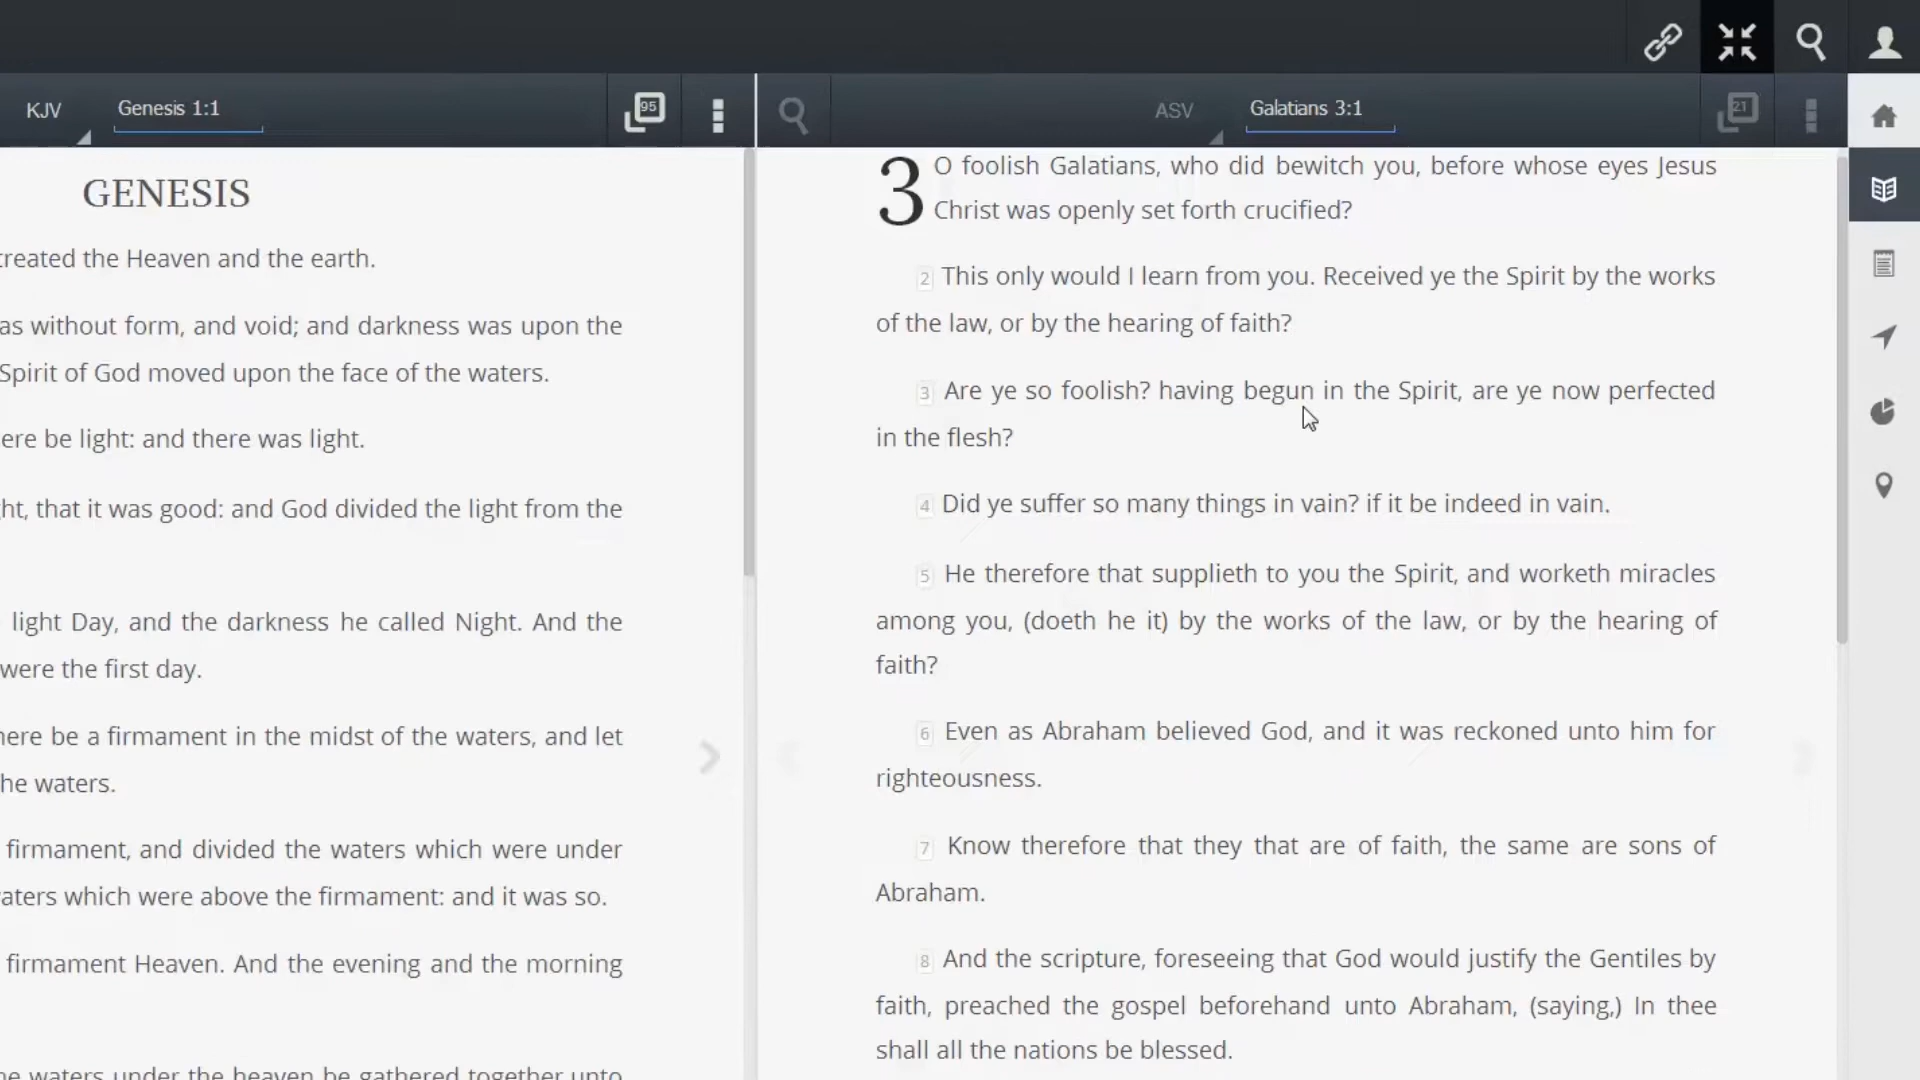 KJV
Genesis 1:1
95
ASV
Galatians 3:1
21
GENESIS
created the Heaven and the earth.
as without form, and void; and darkness was upon the
Spirit of God moved upon the face of the waters.
ere be light: and there was light.
ht, that it was good: and God divided the light from the
light Day, and the darkness he called Night. And the
were the first day.
here be a firmament in the midst of the waters, and let
he waters.
firmament, and divided the waters which were under
aters which were above the firmament: and it was so.
firmament Heaven. And the evening and the morning
he waters under the heaven be gathered together unto
3 O foolish Galatians, who did bewitch you, before whose eyes Jesus
Christ was openly set forth crucified?
2 This only would I learn from you. Received ye the Spirit by the works
of the law, or by the hearing of faith?
3 Are ye so foolish? having begun in the Spirit, are ye now perfected
in the flesh?
4 Did ye suffer so many things in vain? if it be indeed in vain.
5 He therefore that supplieth to you the Spirit, and worketh miracles
among you, (doeth he it) by the works of the law, or by the hearing of
faith?
6 Even as Abraham believed God, and it was reckoned unto him for
righteousness.
7 Know therefore that they that are of faith, the same are sons of
Abraham.
8 And the scripture, foreseeing that God would justify the Gentiles by
faith, preached the gospel beforehand unto Abraham, (saying,) In thee
shall all the nations be blessed.